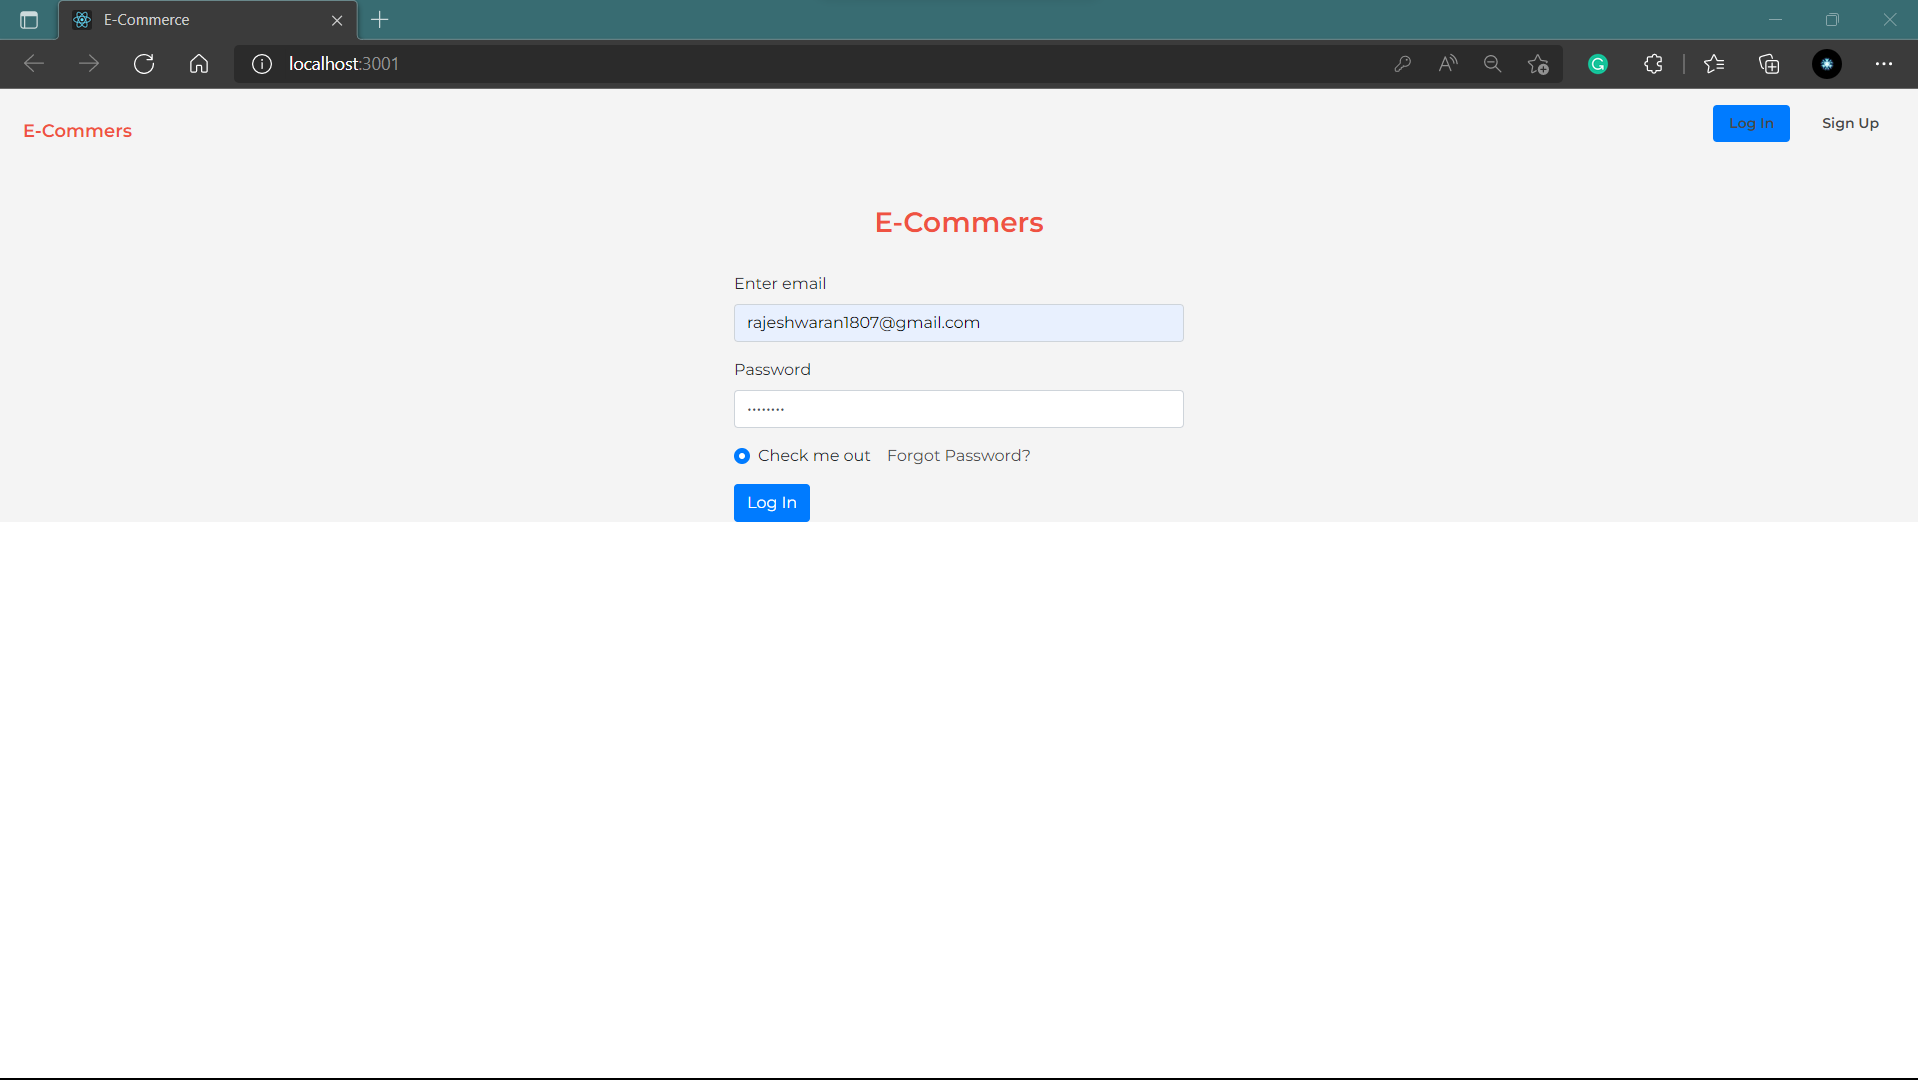 E-Commerce
localhost:3001
E-Commers
Log In
Sign Up
E-Commers
Enter email
rajeshwaran1807@gmail.com
Password
········
Check me out Forgot Password?
Log In